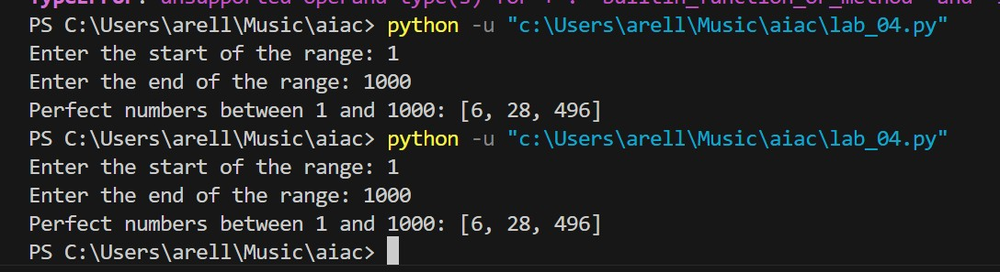 TypeError: unsupported operand type(s) for
PS C:\Users\arell\Music\aiac> python -u "c:\Users\arell\Music\aiac\lab_04.py"
Enter the start of the range: 1
Enter the end of the range: 1000
Perfect numbers between 1 and 1000: [6, 28, 496]
PS C:\Users\arell\Music\aiac> python -u "c:\Users\arell\Music\aiac\lab_04.py"
Enter the start of the range: 1
Enter the end of the range: 1000
Perfect numbers between 1 and 1000: [6, 28, 496]
PS C:\Users\arell\Music\aiac>